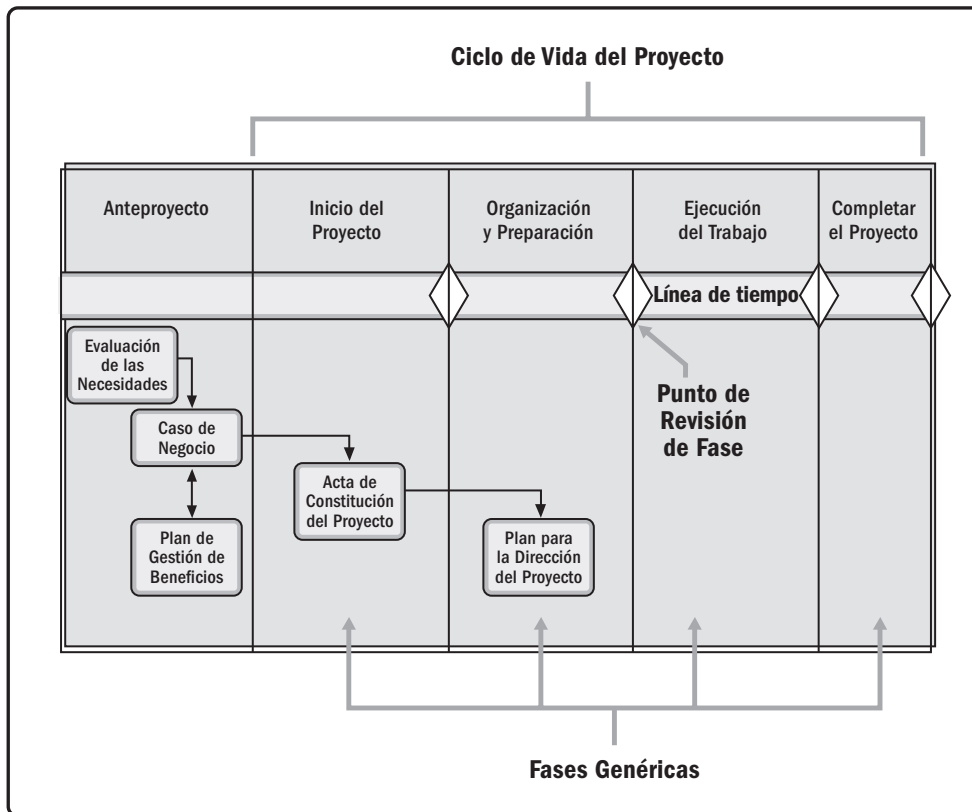 Ciclo de Vida del Proyecto
Anteproyecto
Inicio del
Proyecto
Organización
y Preparación
Ejecución
del Trabajo
Completar
el Proyecto
Línea de tiempo
Evaluación
de las
Necesidades
Caso de
Negocio
Plan de
Gestión de
Beneficios
Acta de
Constitución
del Proyecto
Plan para
la Dirección
del Proyecto
Punto de
Revisión
de Fase
Fases Genéricas